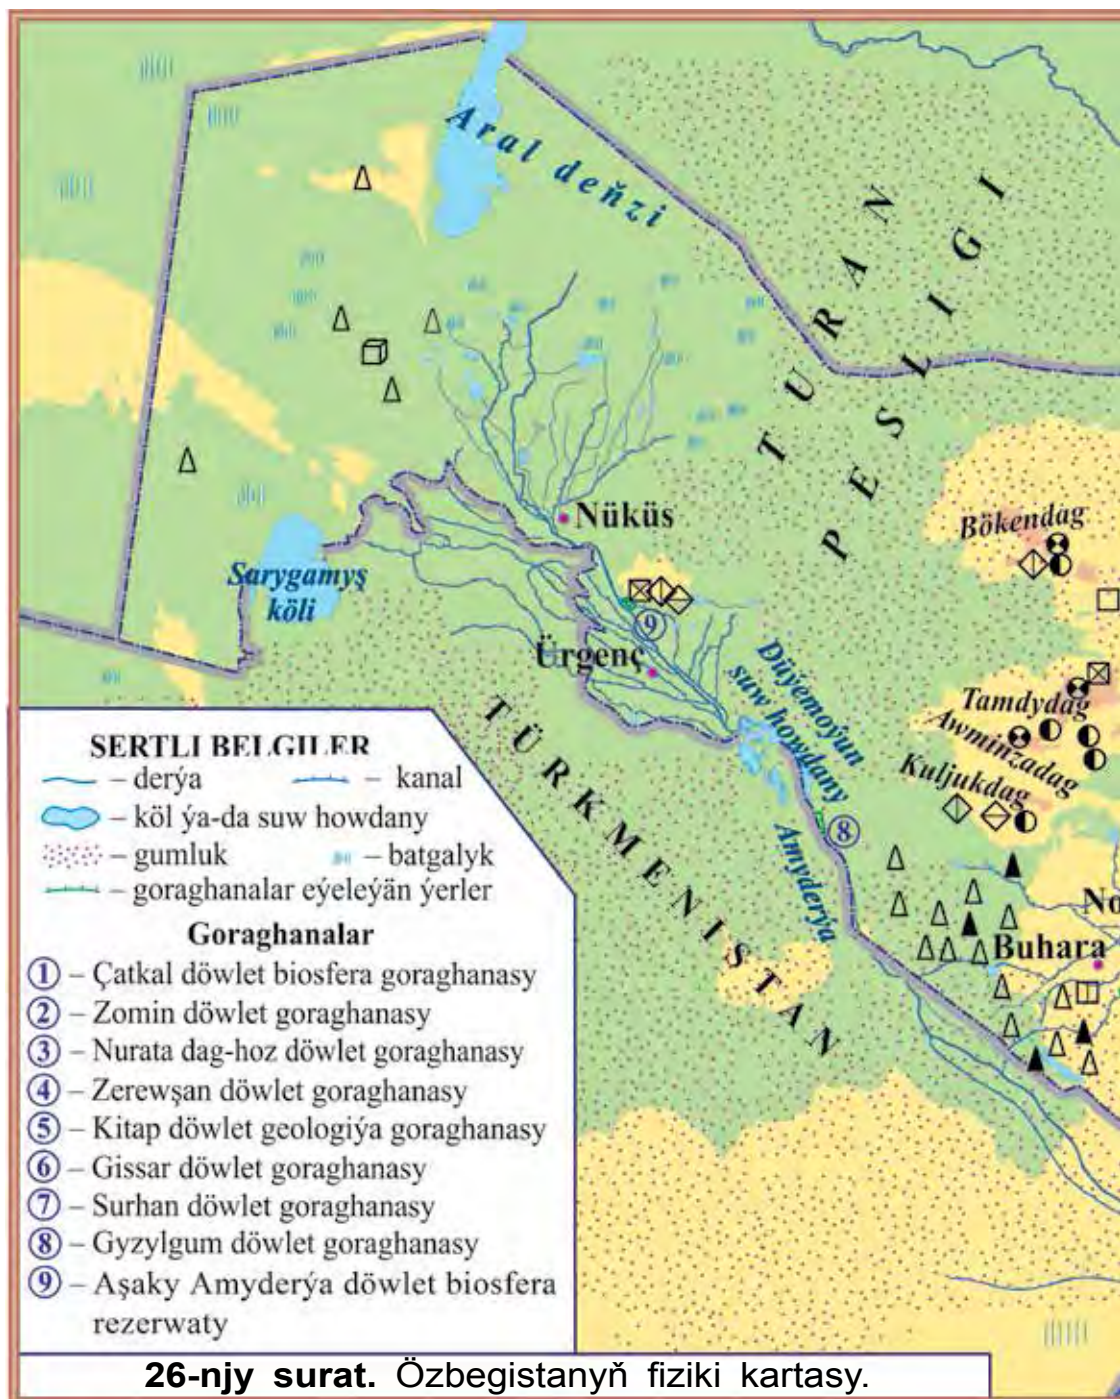 Aral deňzi
TURAN
PESLIGI
Nüküs
Bökendag
Sarygamyş
köli
9
Ürgenç
Düýemoýun
suw howdany
Tamdydag
Awminzadag
Kuljukdag
TÜRKMENISTAN
8
Amyderýa
No
Buhara
SERTLI BELGILER
– derýa – kanal
– köl ýa-da suw howdany
– gumluk – batgalyk
– goraghanalar eýeleýän ýerler
Goraghanalar
1 – Çatkal döwlet biosfera goraghanasy
2 – Zomin döwlet goraghanasy
3 – Nurata dag-hoz döwlet goraghanasy
4 – Zerewşan döwlet goraghanasy
5 – Kitap döwlet geologiýa goraghanasy
6 – Gissar döwlet goraghanasy
7 – Surhan döwlet goraghanasy
8 – Gyzylgum döwlet goraghanasy
9 – Aşaky Amyderýa döwlet biosfera
rezerwaty
26-njy surat. Özbegistanyň fiziki kartasy.